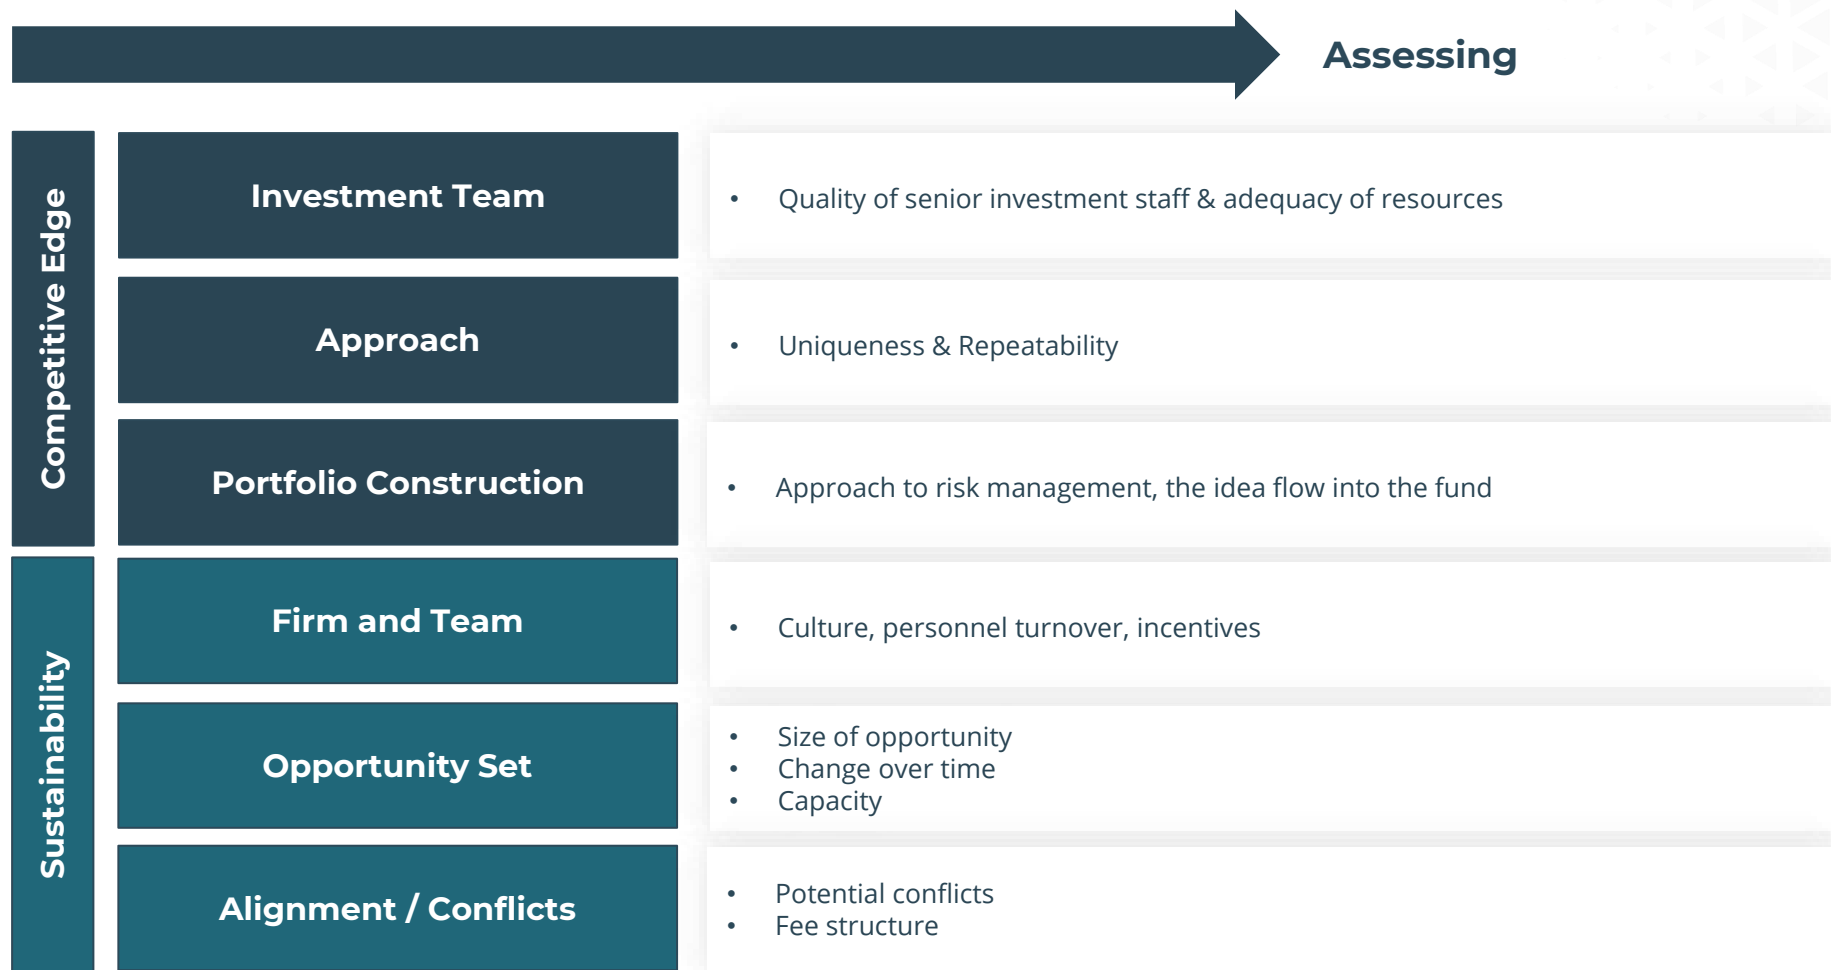 Assessing
Competitive Edge
Investment Team
• Quality of senior investment staff & adequacy of resources
Approach
• Uniqueness & Repeatability
Portfolio Construction
• Approach to risk management, the idea flow into the fund
Sustainability
Firm and Team
• Culture, personnel turnover, incentives
Opportunity Set
• Size of opportunity
• Change over time
• Capacity
Alignment / Conflicts
• Potential conflicts
• Fee structure